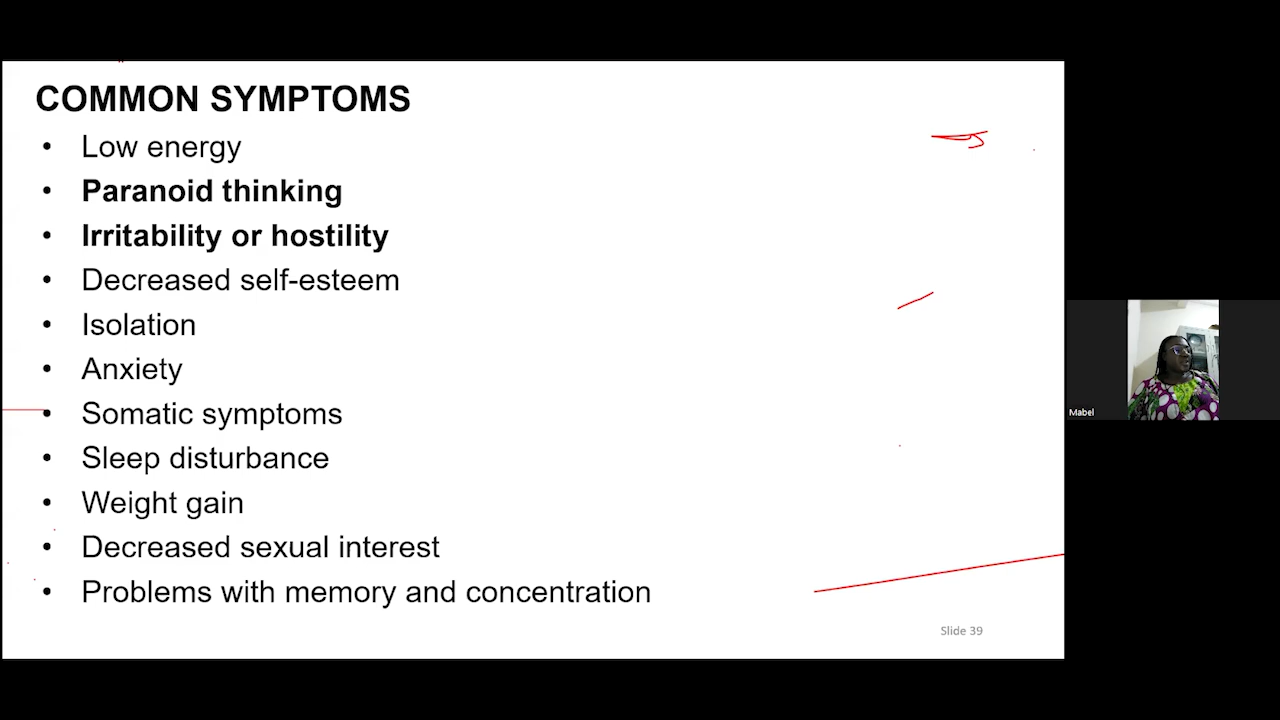 COMMON SYMPTOMS
• Low energy
• Paranoid thinking
• Irritability or hostility
• Decreased self-esteem
• Isolation
• Anxiety
• Somatic symptoms
• Sleep disturbance
• Weight gain
• Decreased sexual interest
• Problems with memory and concentration
Slide 39
Mabel